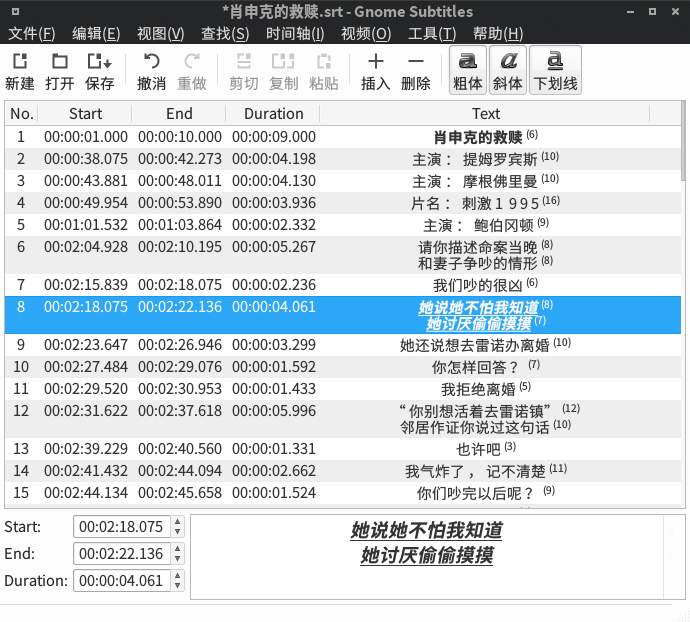 *肖申克的救赎.srt - Gnome Subtitles
文件(F) 编辑(E) 视图(V) 查找(S) 时间轴(I) 视频(O) 工具(T) 帮助(H)
新建 打开 保存 撤消 重做 剪切 复制 粘贴 插入 删除 粗体 斜体 下划线
No. Start End Duration Text
1 00:00:01.000 00:00:10.000 00:00:09.000 肖申克的救赎 (6)
2 00:00:38.075 00:00:42.273 00:00:04.198 主演： 提姆罗宾斯 (10)
3 00:00:43.881 00:00:48.011 00:00:04.130 主演： 摩根佛里曼 (10)
4 00:00:49.954 00:00:53.890 00:00:03.936 片名： 刺激 1 9 9 5 (16)
5 00:01:01.532 00:01:03.864 00:00:02.332 主演： 鲍伯冈顿 (9)
6 00:02:04.928 00:02:10.195 00:00:05.267 请你描述命案当晚 (8)
和妻子争吵的情形 (8)
7 00:02:15.839 00:02:18.075 00:00:02.236 我们吵的很凶 (6)
8 00:02:18.075 00:02:22.136 00:00:04.061 她说她不怕我知道 (8)
她讨厌偷偷摸摸 (7)
9 00:02:23.647 00:02:26.946 00:00:03.299 她还说想去雷诺办离婚 (10)
10 00:02:27.484 00:02:29.076 00:00:01.592 你怎样回答？ (7)
11 00:02:29.520 00:02:30.953 00:00:01.433 我拒绝离婚 (5)
12 00:02:31.622 00:02:37.618 00:00:05.996 “你别想活着去雷诺镇” (12)
邻居作证你说过这句话 (10)
13 00:02:39.229 00:02:40.560 00:00:01.331 也许吧 (3)
14 00:02:41.432 00:02:44.094 00:00:02.662 我气炸了， 记不清楚 (11)
15 00:02:44.134 00:02:45.658 00:00:01.524 你们吵完以后呢？ (9)
Start: 00:02:18.075
End: 00:02:22.136
Duration: 00:00:04.061
她说她不怕我知道
她讨厌偷偷摸摸